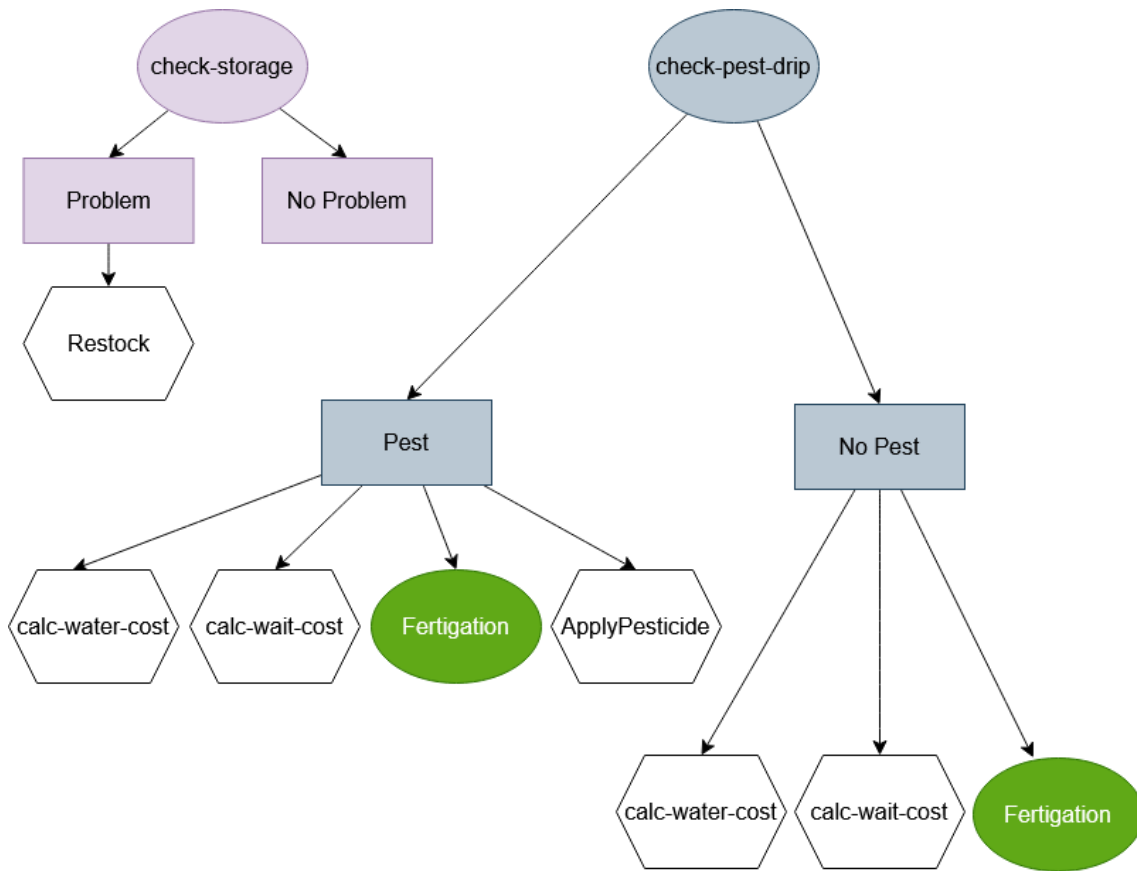 check-storage
check-pest-drip
Problem
No Problem
Restock
Pest
No Pest
calc-water-cost
calc-wait-cost
Fertigation
ApplyPesticide
calc-water-cost
calc-wait-cost
Fertigation